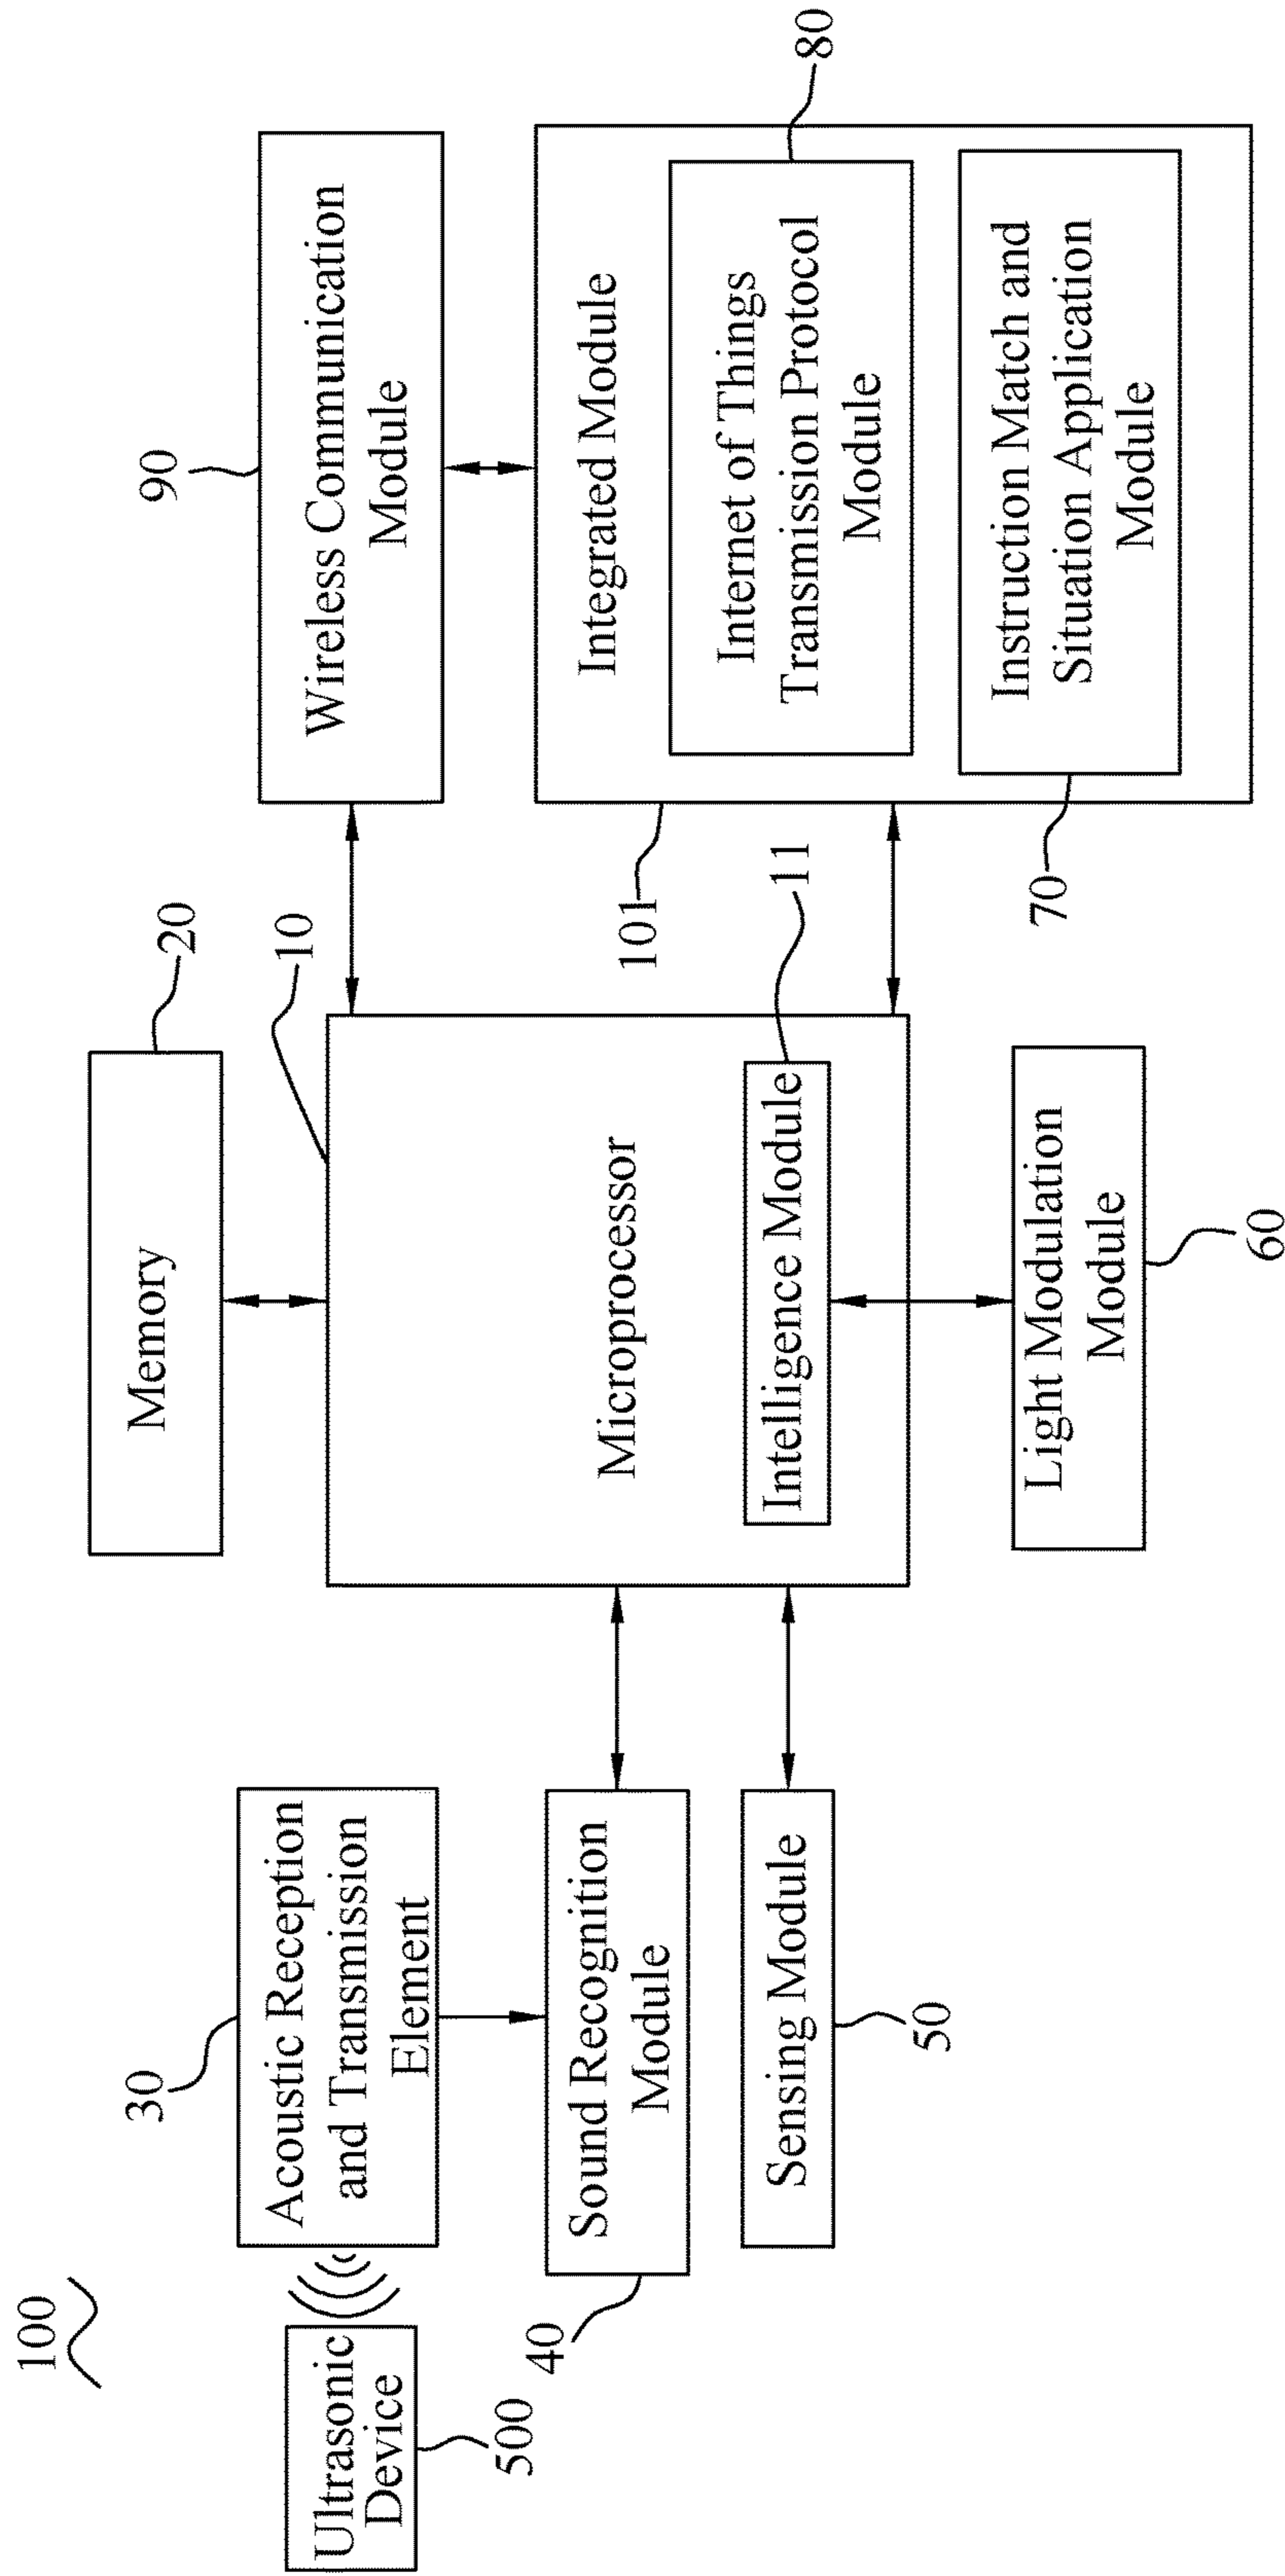 100
Ultrasonic
Device
500
30
Acoustic Reception
and Transmission
Element
40
Sound Recognition
Module
Sensing Module
50
Memory
20
10
Microprocessor
Intelligence Module
11
Light Modulation
Module
60
90
Wireless Communication
Module
101
Integrated Module
Internet of Things
Transmission Protocol
Module
80
Instruction Match and
Situation Application
Module
70